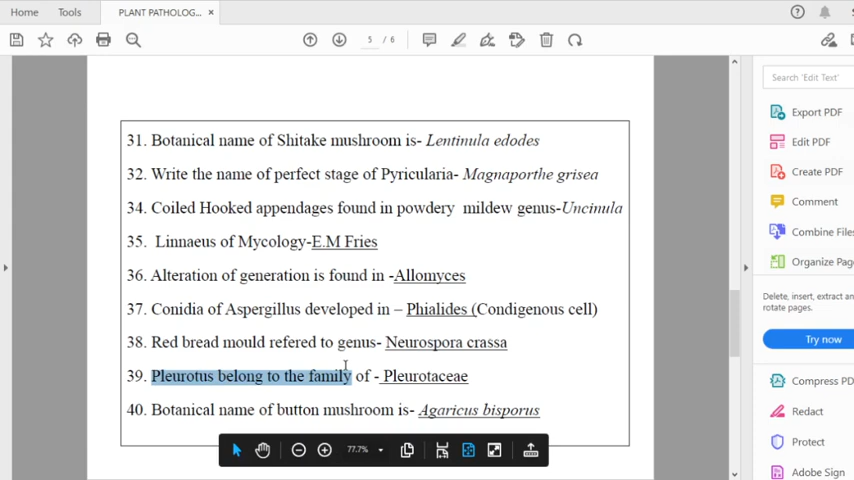 Home Tools PLANT PATHOLOG... ×
5 / 6
Search 'Edit Text'
31. Botanical name of Shitake mushroom is- Lentinula edodes
32. Write the name of perfect stage of Pyricularia- Magnaporthe grisea
34. Coiled Hooked appendages found in powdery mildew genus-Uncinula
35. Linnaeus of Mycology-E.M Fries
36. Alteration of generation is found in -Allomyces
37. Conidia of Aspergillus developed in – Phialides (Condigenous cell)
38. Red bread mould refered to genus- Neurospora crassa
39. Pleurotus belong to the family of - Pleurotaceae
40. Botanical name of button mushroom is- Agaricus bisporus
77.7%
Export PDF
Edit PDF
Create PDF
Comment
Combine Files
Organize Pag
Delete, insert, extract an
rotate pages.
Try now
Compress PD
Redact
Protect
Adobe Sign